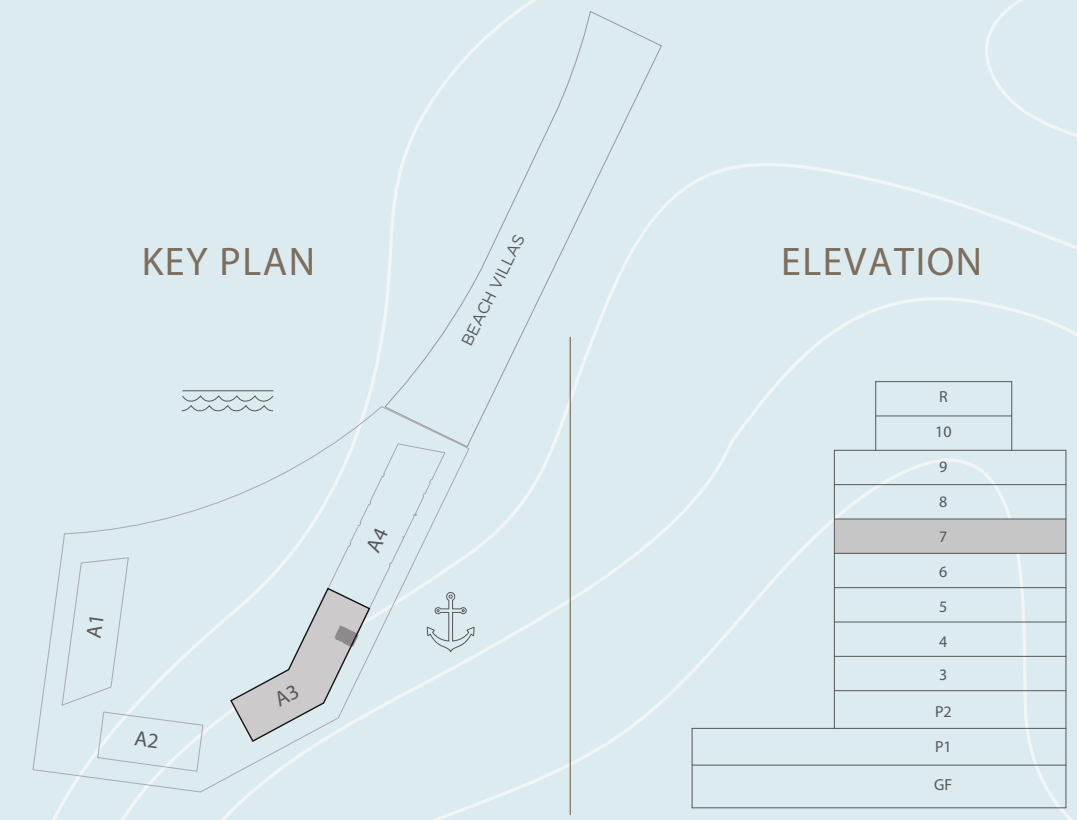 KEY PLAN
BEACH VILLAS
A4
A1
A3
A2
ELEVATION
R
10
9
8
7
6
5
4
3
P2
P1
GF